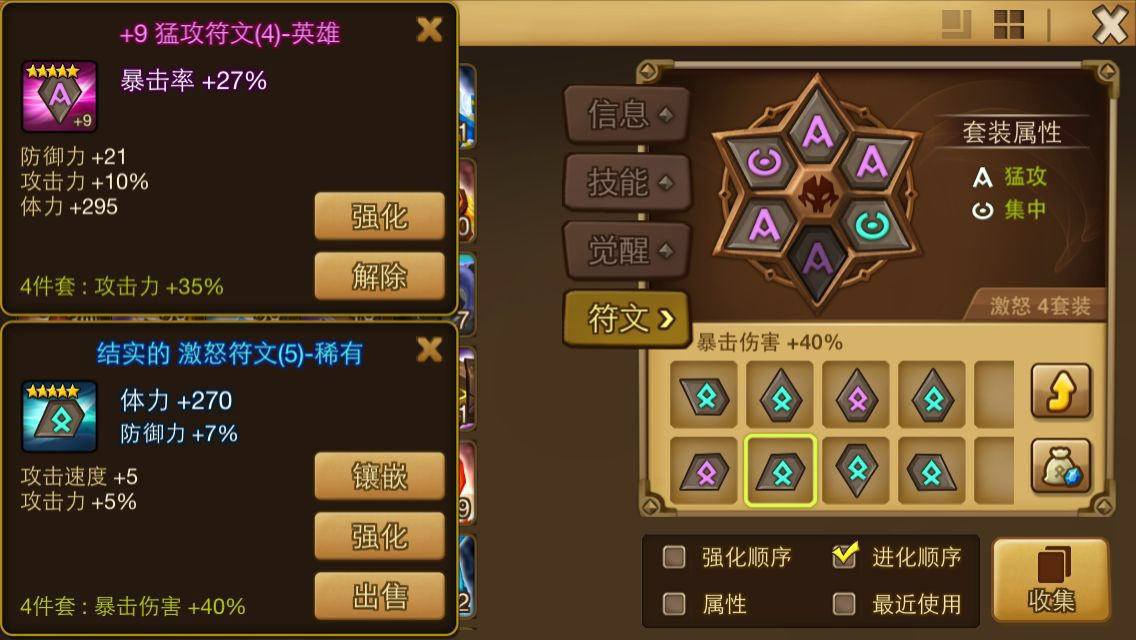 +9 猛攻符文(4)-英雄
暴击率 +27%
+9
防御力 +21
攻击力 +10%
体力 +295
强化
解除
4件套 : 攻击力 +35%
结实的 激怒符文(5)-稀有
体力 +270
防御力 +7%
攻击速度 +5
攻击力 +5%
镶嵌
强化
出售
4件套 : 暴击伤害 +40%
信息
技能
觉醒
符文
套装属性
猛攻
集中
激怒 4套装
暴击伤害 +40%
强化顺序
进化顺序
属性
最近使用
收集